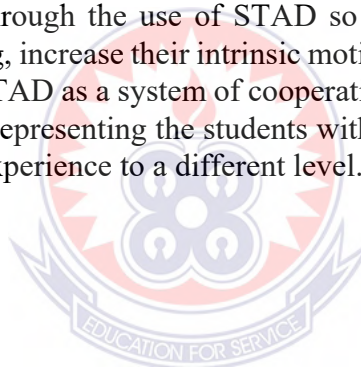 rough the use of STAD so
g, increase their intrinsic moti
TAD as a system of cooperati
epresenting the students with
xperience to a different level.
EDUCATION FOR SERVICE